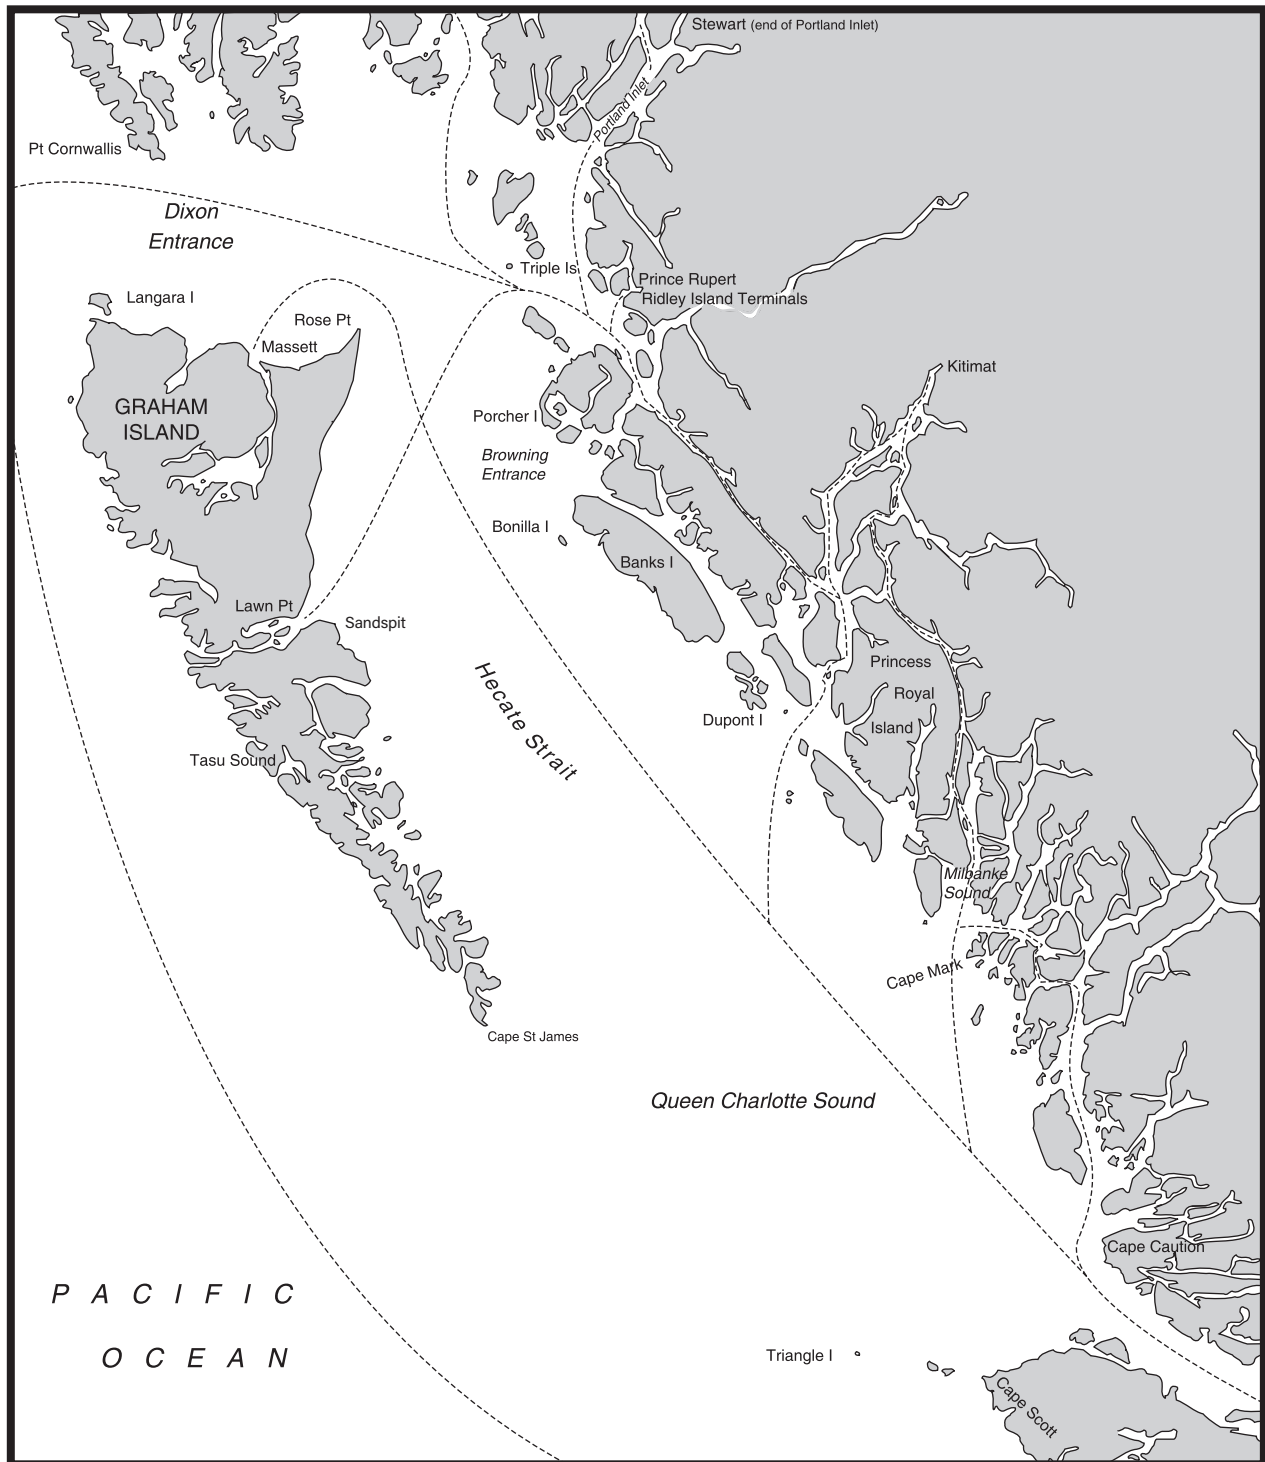 Stewart (end of Portland Inlet)
Portland Inlet
Pt Cornwallis
Dixon
Entrance
Triple Is
Prince Rupert
Ridley Island Terminals
Langara I
Rose Pt
Massett
Kitimat
GRAHAM
ISLAND
Porcher I
Browning
Entrance
Bonilla I
Banks I
Lawn Pt
Sandspit
Princess
Royal
Island
Hecate Strait
Dupont I
Tasu Sound
Milbanke
Sound
Cape Mark
Cape St James
Queen Charlotte Sound
Cape Caution
PACIFIC
OCEAN
Triangle I
Cape Scott